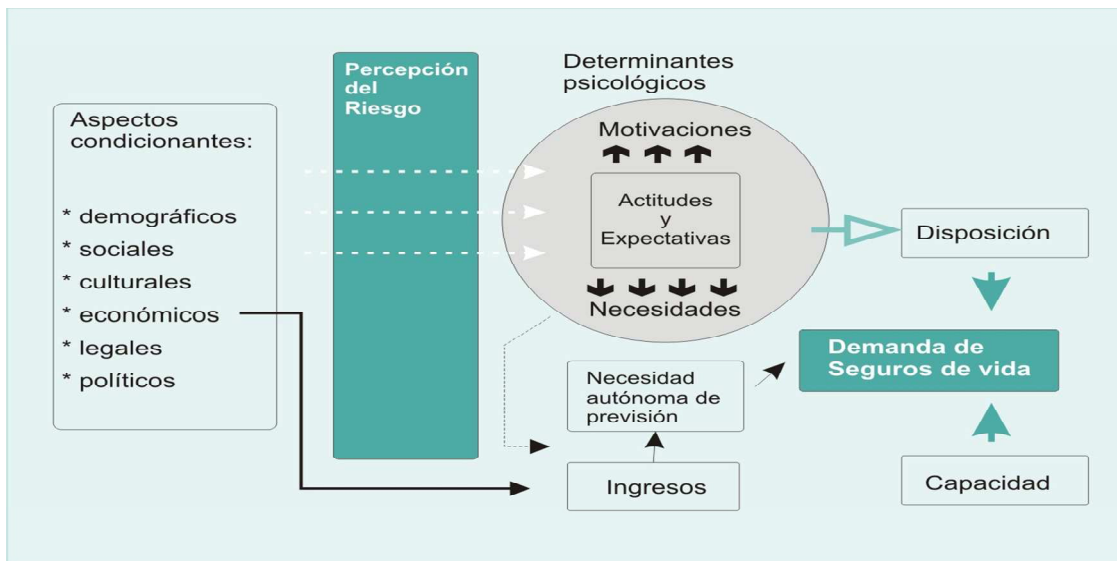 Aspectos
condicionantes:
* demográficos
* sociales
* culturales
* económicos
* legales
* políticos
Percepción
del
Riesgo
Determinantes
psicológicos
Motivaciones
Actitudes
y
Expectativas
Necesidades
Necesidad
autónoma de
previsión
Ingresos
Disposición
Demanda de
Seguros de vida
Capacidad